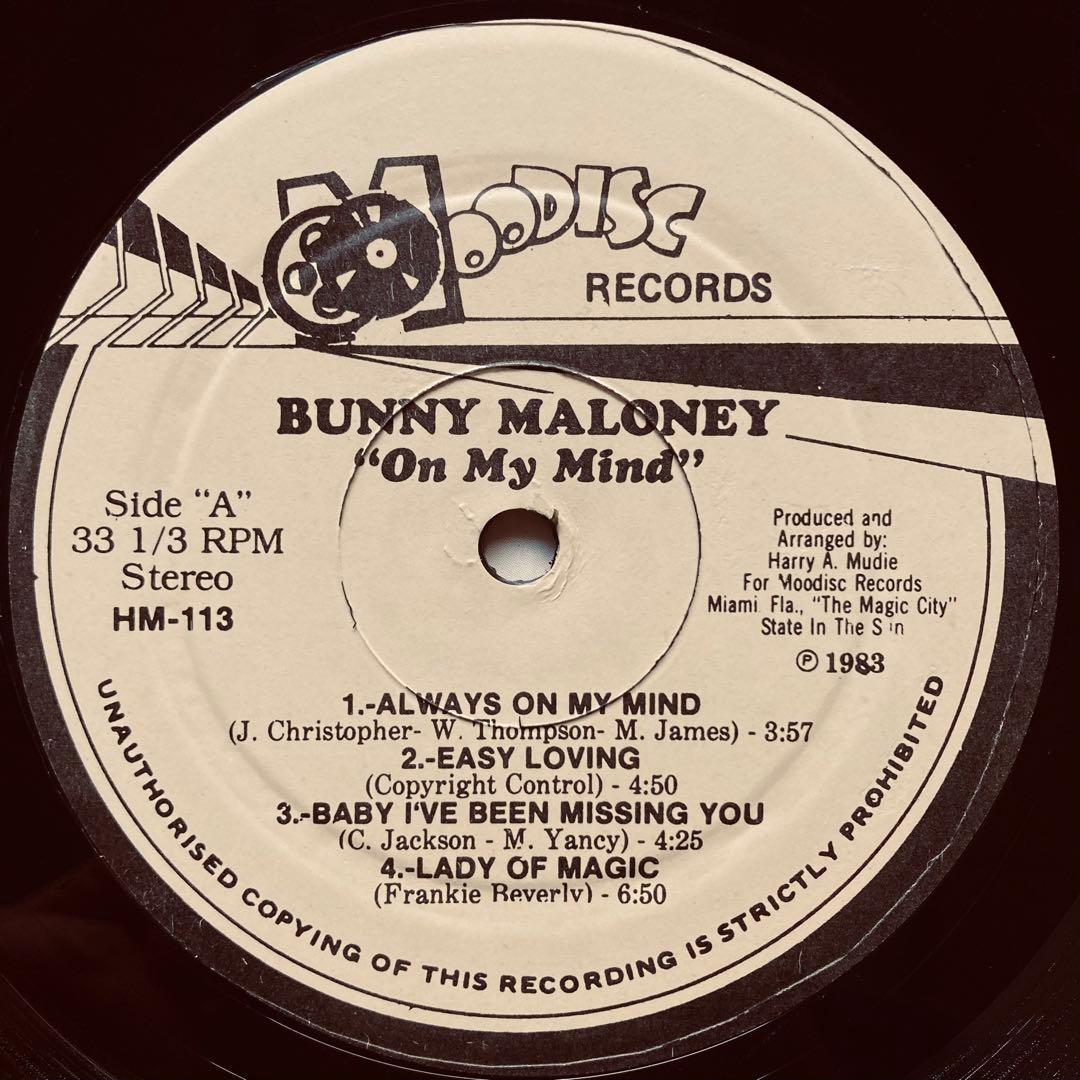 MOODISC
RECORDS
BUNNY MALONEY
"On My Mind"
Side "A"
33 1/3 RPM
Stereo
HM-113
Produced and
Arranged by:
Harry A. Mudie
For Moodisc Records
Miami Fla., "The Magic City"
State In The Sun
℗ 1983
1.-ALWAYS ON MY MIND
(J. Christopher- W. Thompson- M. James) - 3:57
2.-EASY LOVING
(Copyright Control) - 4:50
3.-BABY I'VE BEEN MISSING YOU
(C. Jackson - M. Yancy) - 4:25
4.-LADY OF MAGIC
(Frankie Beverly) - 6:50
UNAUTHORISED COPYING OF THIS RECORDING IS STRICTLY PROHIBITED